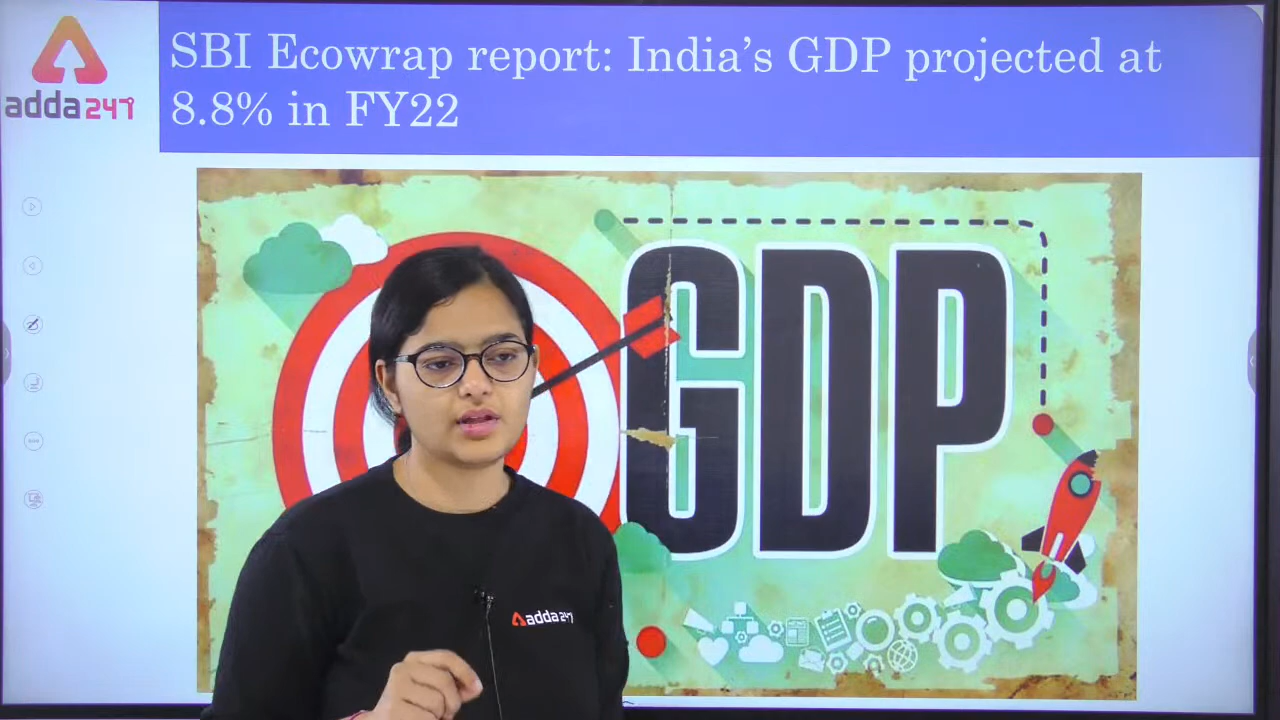 SBI Ecowrap report: India's GDP projected at
8.8% in FY22
adda247
GDP
adda247